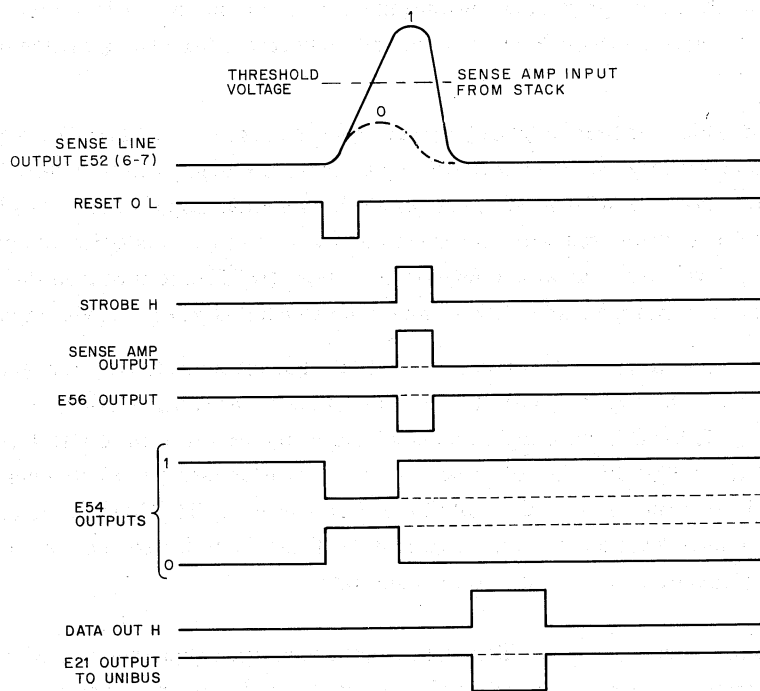 1
THRESHOLD
VOLTAGE
SENSE AMP INPUT
FROM STACK
0
SENSE LINE
OUTPUT E52 (6-7)
RESET O L
STROBE H
SENSE AMP
OUTPUT
E56 OUTPUT
1
E54
OUTPUTS
0
DATA OUT H
E21 OUTPUT
TO UNIBUS